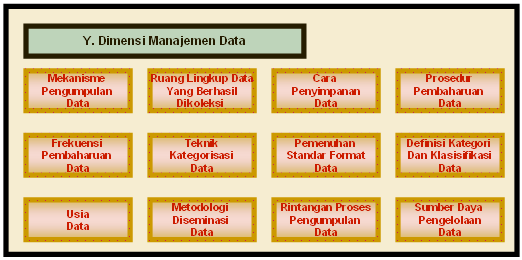 Y. Dimensi Manajemen Data
Mekanisme
Pengumpulan
Data
Ruang Lingkup Data
Yang Berhasil
Dikoleksi
Cara
Penyimpanan
Data
Prosedur
Pembaharuan
Data
Frekuensi
Pembaharuan
Data
Teknik
Kategorisasi
Data
Pemenuhan
Standar Format
Data
Definisi Kategori
Dan Klasisifikasi
Data
Usia
Data
Metodologi
Diseminasi
Data
Rintangan Proses
Pengumpulan
Data
Sumber Daya
Pengelolaan
Data